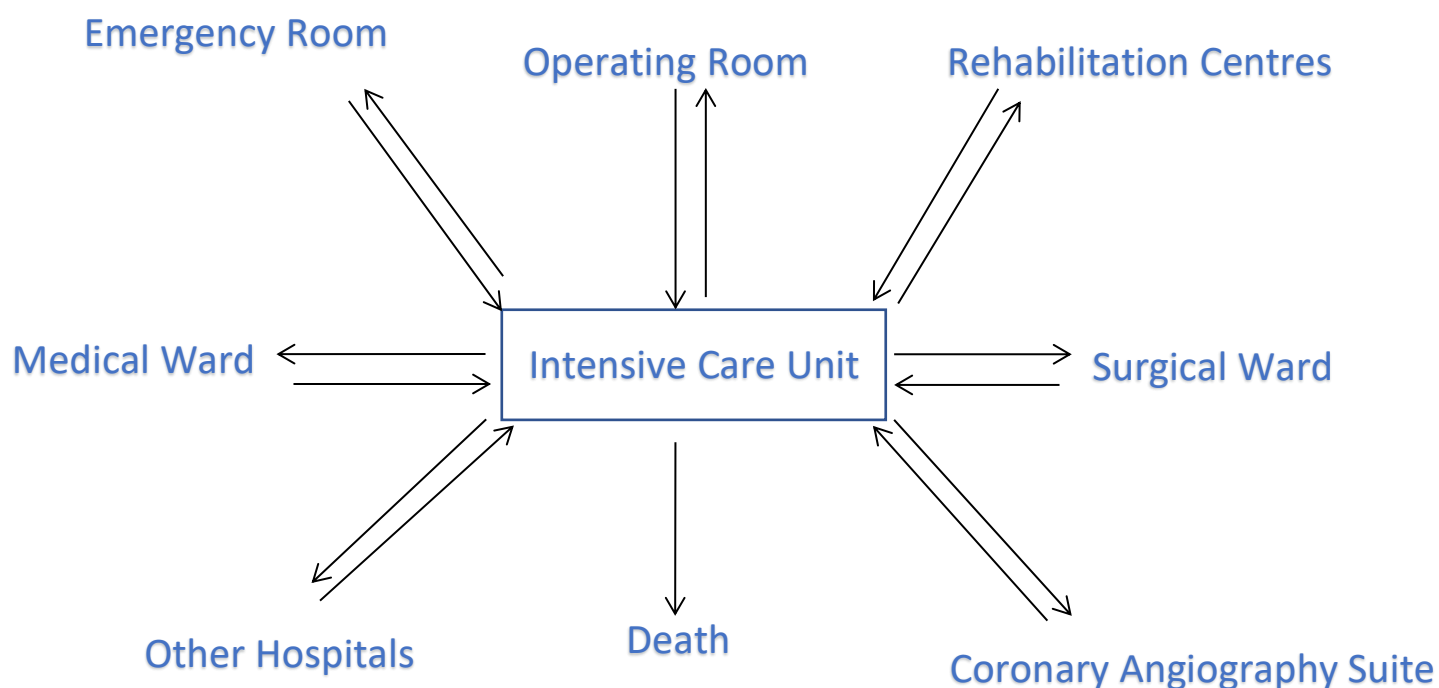 Emergency Room
Operating Room
Rehabilitation Centres
Medical Ward
Intensive Care Unit
Surgical Ward
Other Hospitals
Death
Coronary Angiography Suite